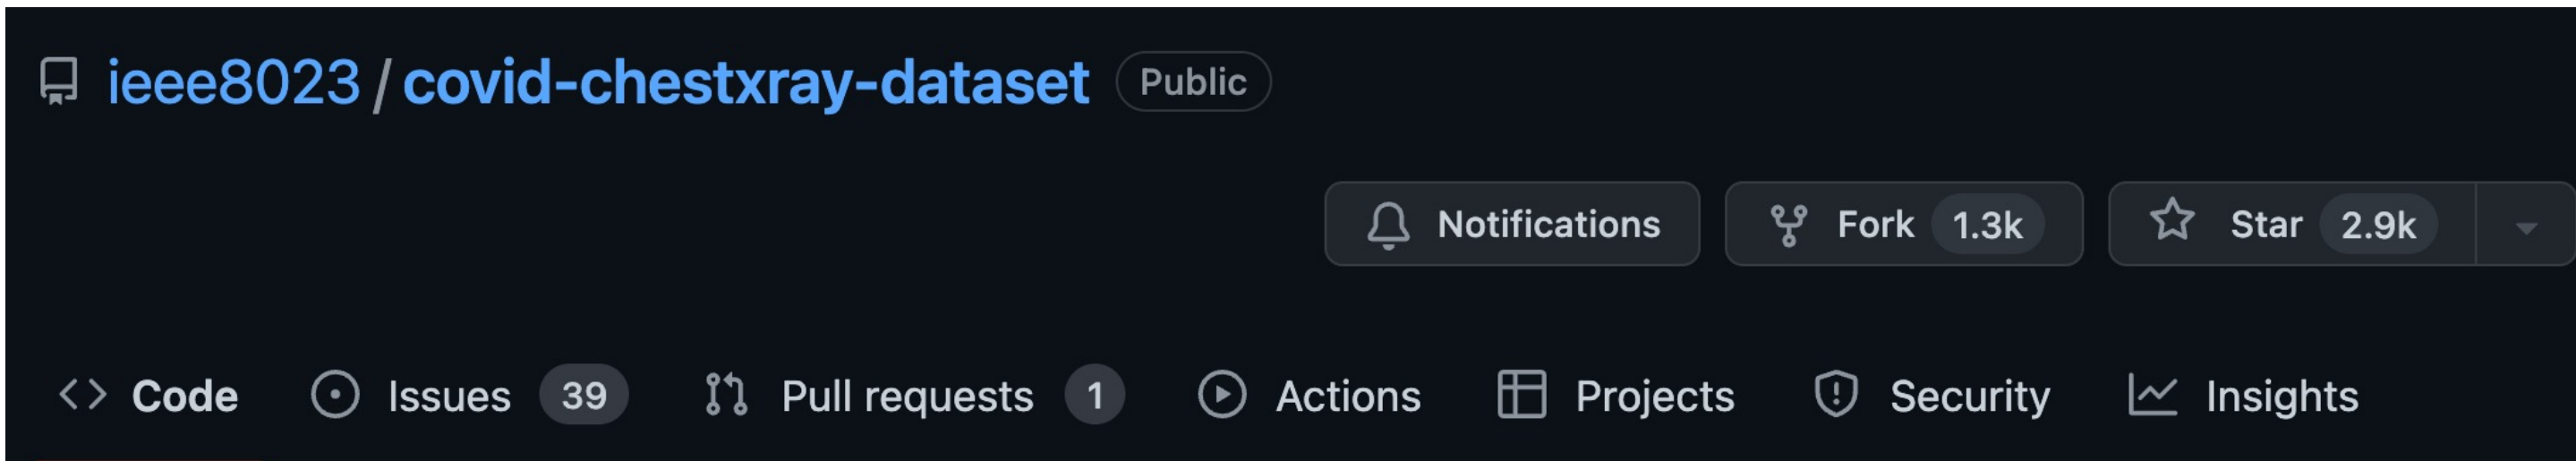 ieee8023 / covid-chestxray-dataset Public
Notifications Fork 1.3k Star 2.9k
Code Issues 39 Pull requests 1 Actions Projects Security Insights